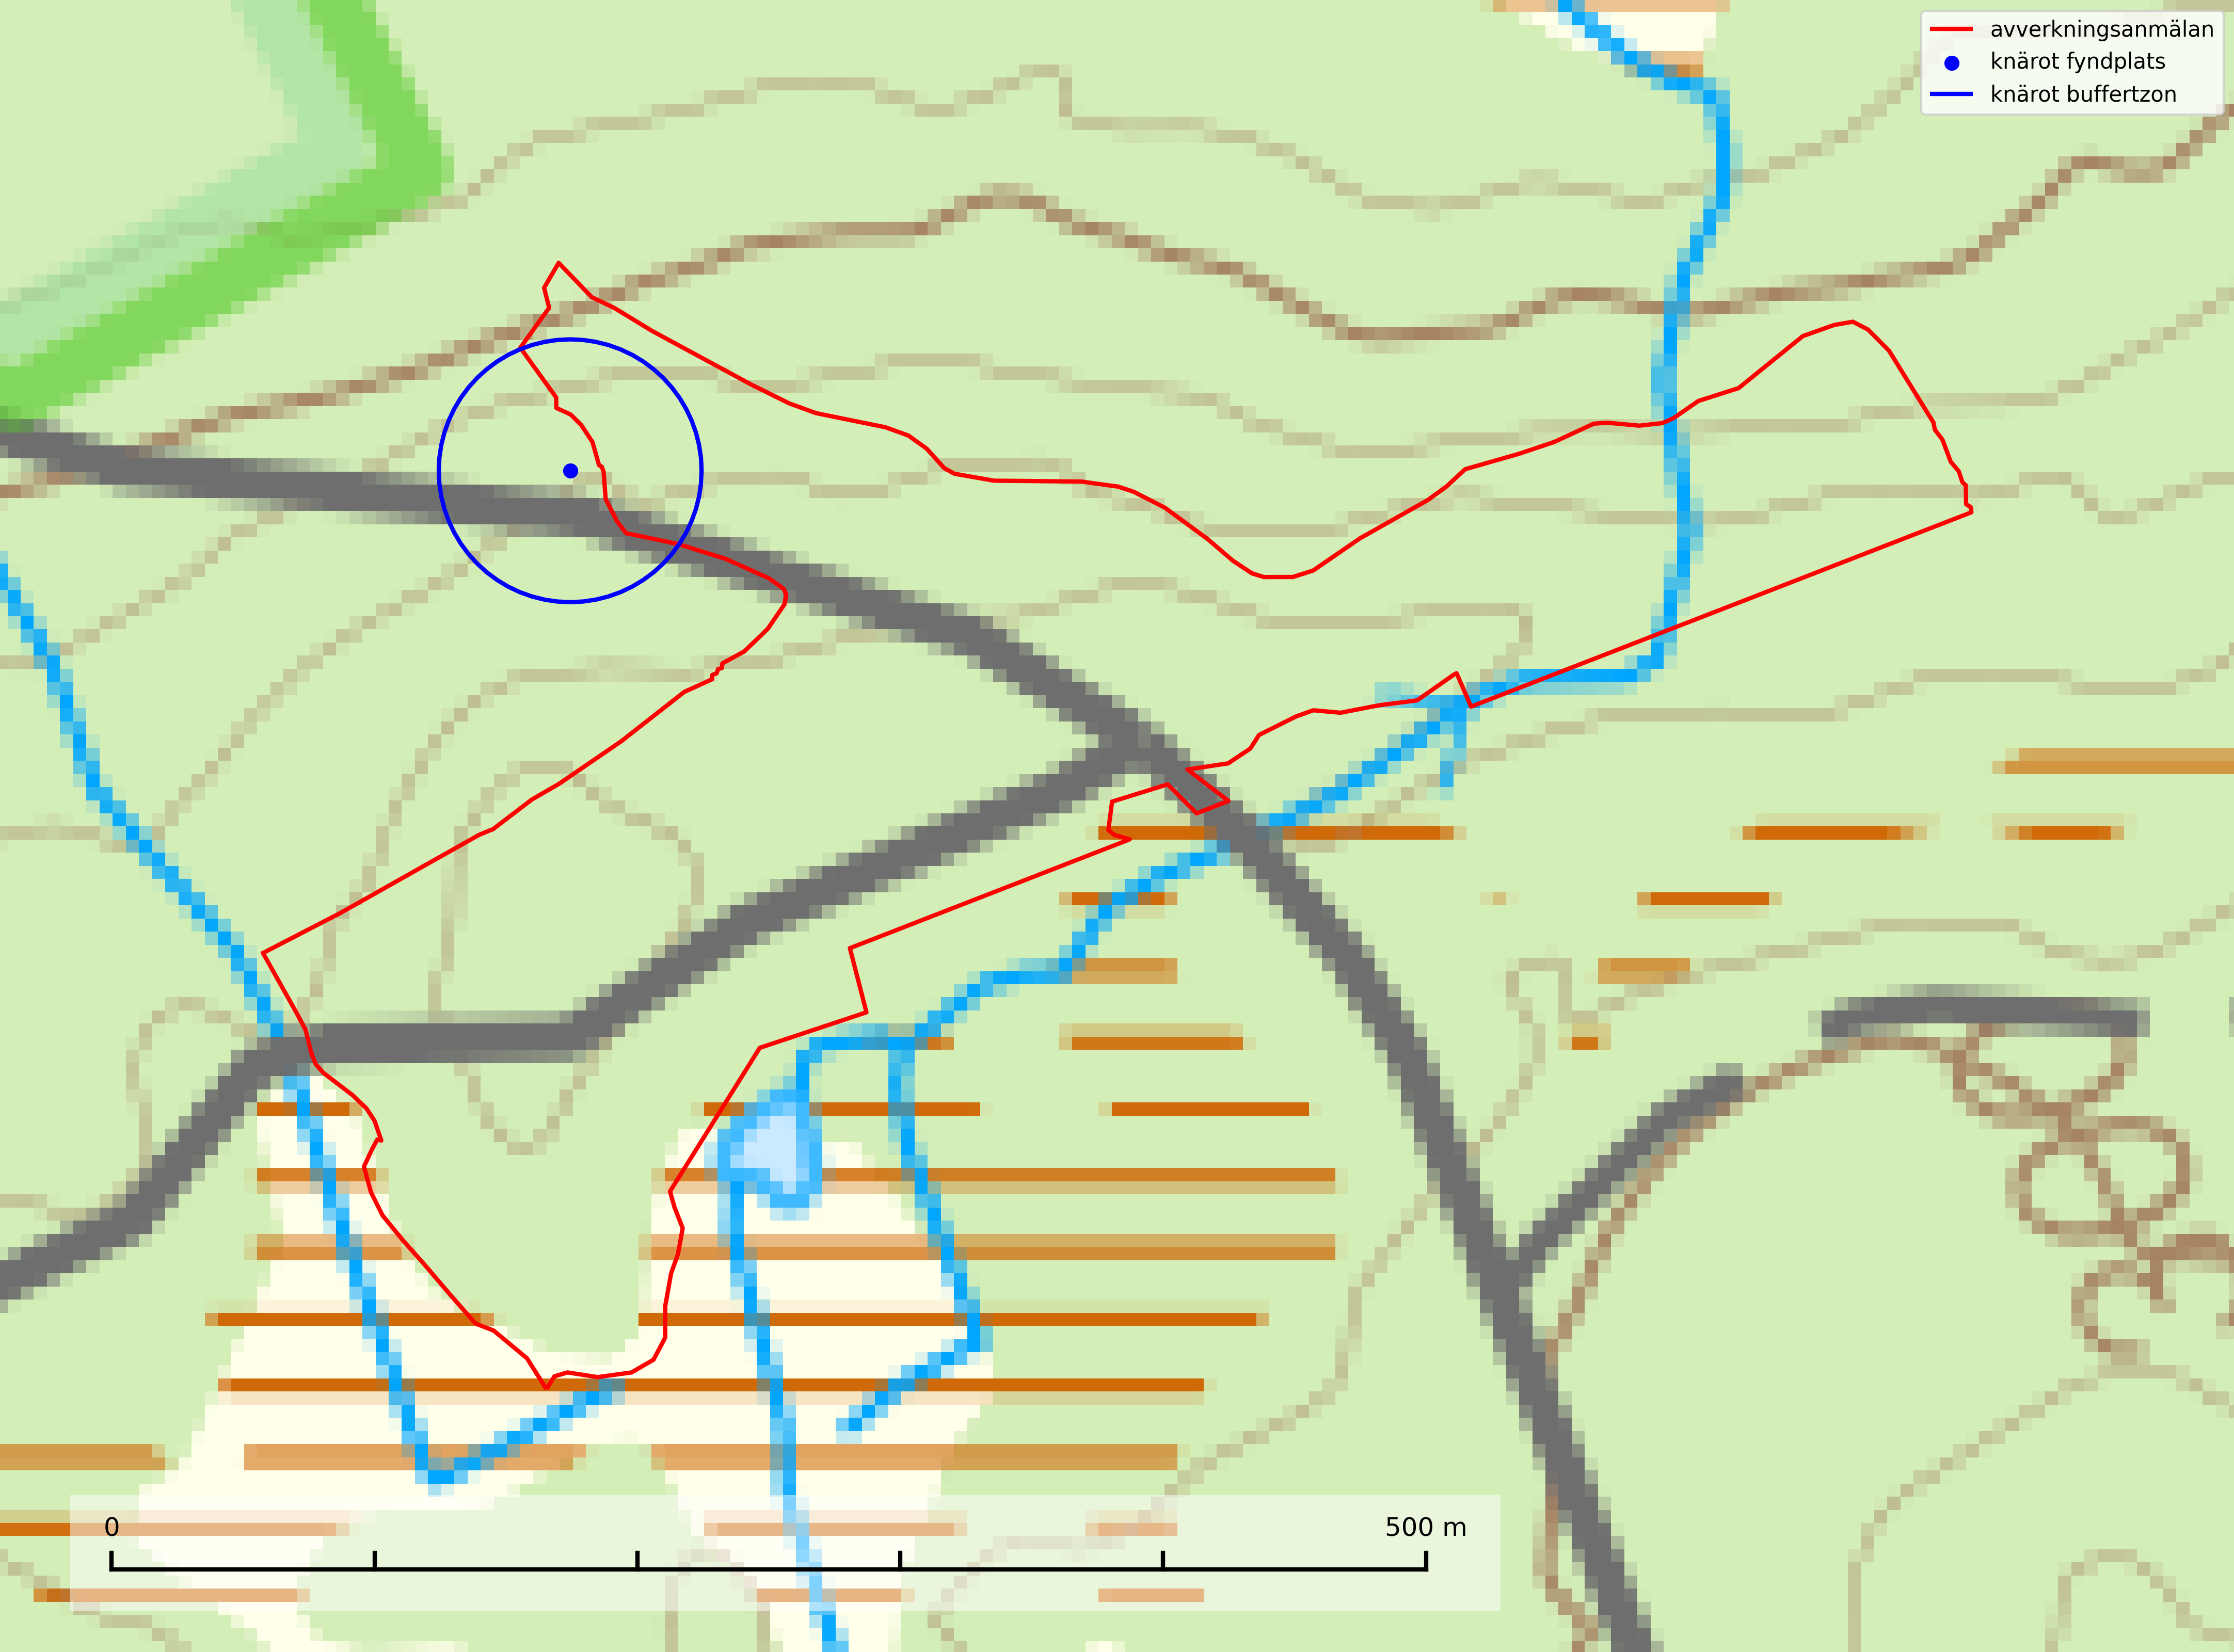 avverkningsanmälan
knärot fyndplats
knärot buffertzon
0
500 m